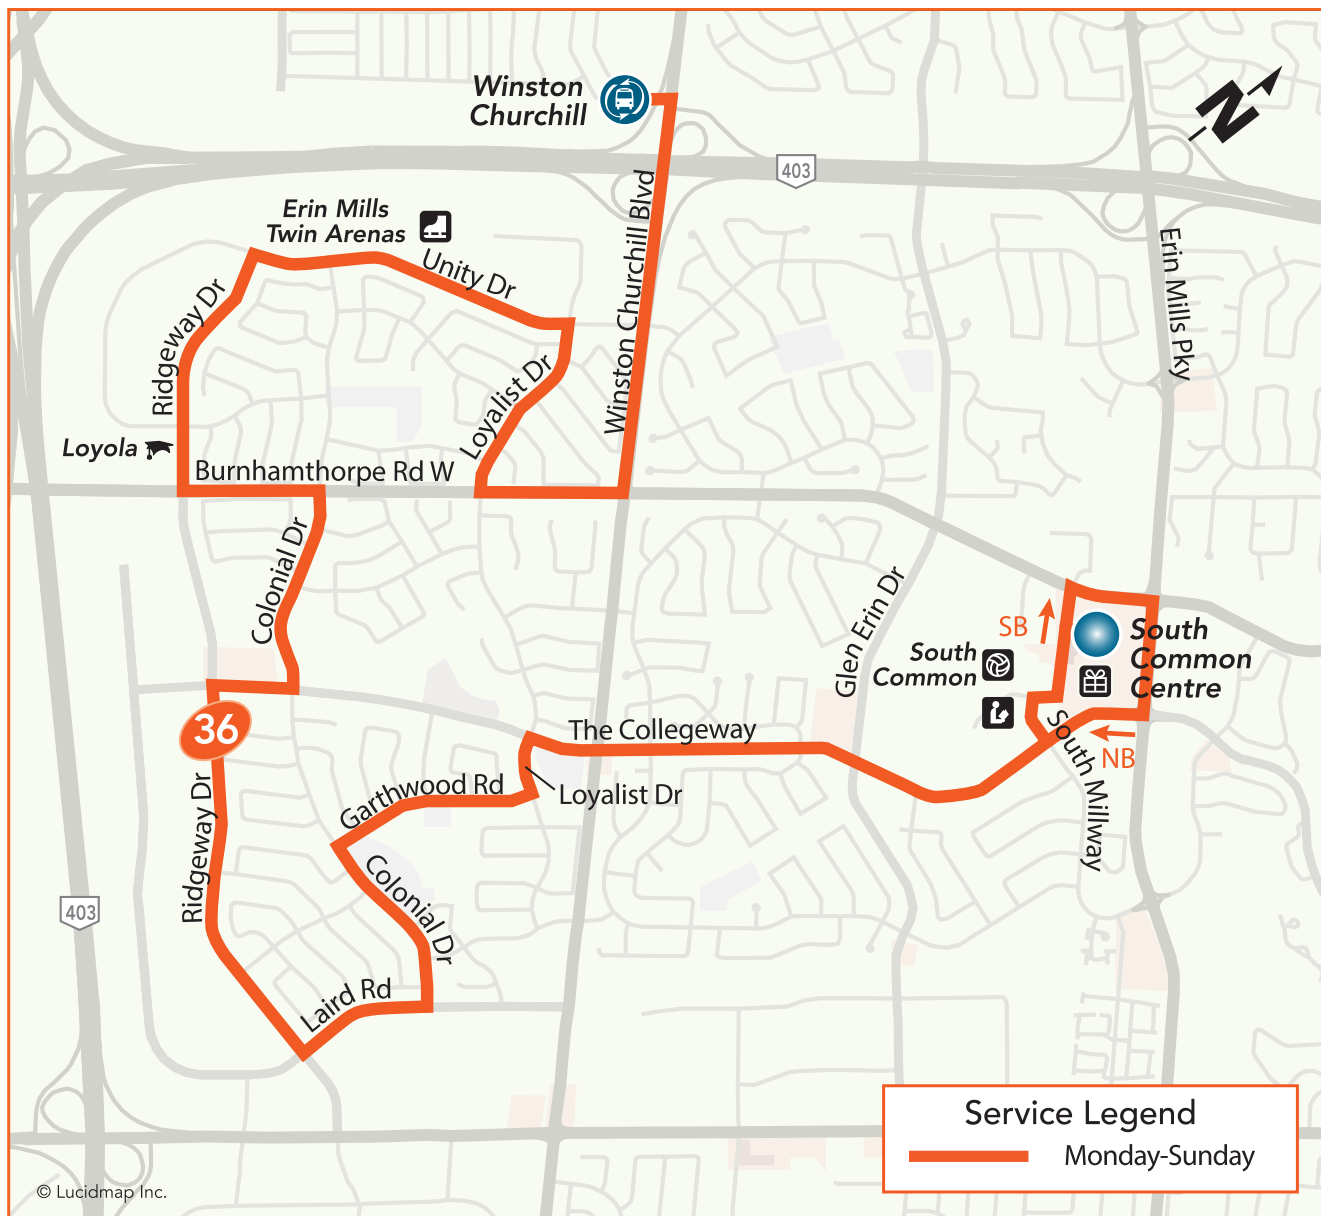 Winston
Churchill
N
403
Erin Mills
Twin Arenas
Unity Dr
Winston Churchill Blvd
Erin Mills Pky
Ridgeway Dr
Loyalist Dr
Loyola
Burnhamthorpe Rd W
Colonial Dr
Glen Erin Dr
SB
South
Common
South
Common
Centre
36
The Collegeway
South Millway
NB
Garthwood Rd
Loyalist Dr
Ridgeway Dr
Colonial Dr
403
Laird Rd
Service Legend
Monday-Sunday
© Lucidmap Inc.